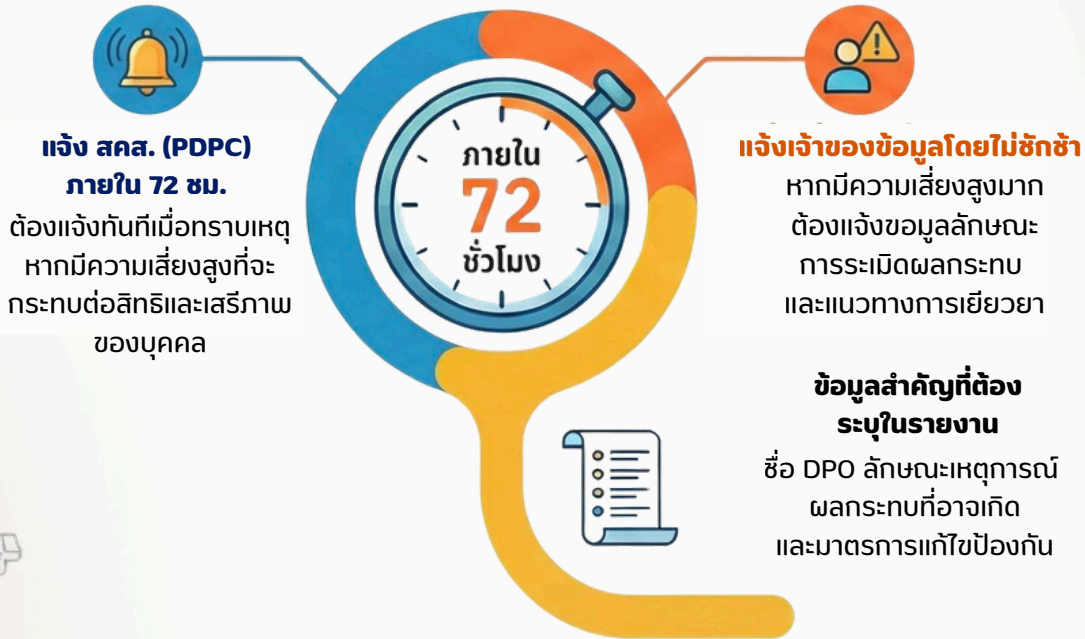 แจ้ง สคส. (PDPC)
ภายใน 72 ชม.
ต้องแจ้งทันทีเมื่อทราบเหตุ
หากมีความเสี่ยงสูงที่จะ
กระทบต่อสิทธิและเสรีภาพ
ของบุคคล
ภายใน
72
ชั่วโมง
แจ้งเจ้าของข้อมูลโดยไม่ชักช้า
หากมีความเสี่ยงสูงมาก
ต้องแจ้งขอมูลลักษณะ
การระเมิดผลกระทบ
และแนวทางการเยียวยา
ข้อมูลสำคัญที่ต้อง
ระบุในรายงาน
ชื่อ DPO ลักษณะเหตุการณ์
ผลกระทบที่อาจเกิด
และมาตรการแก้ไขป้องกัน